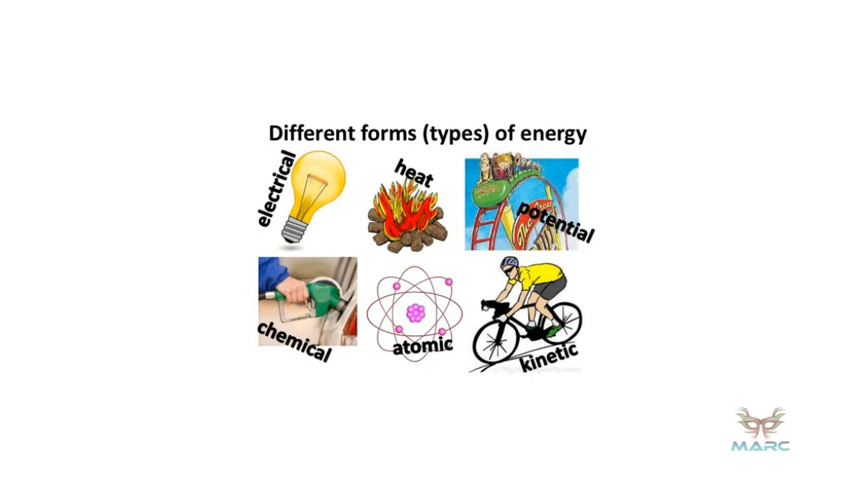 Different forms (types) of energy
electrical
heat
potential
chemical
atomic
kinetic
MARC